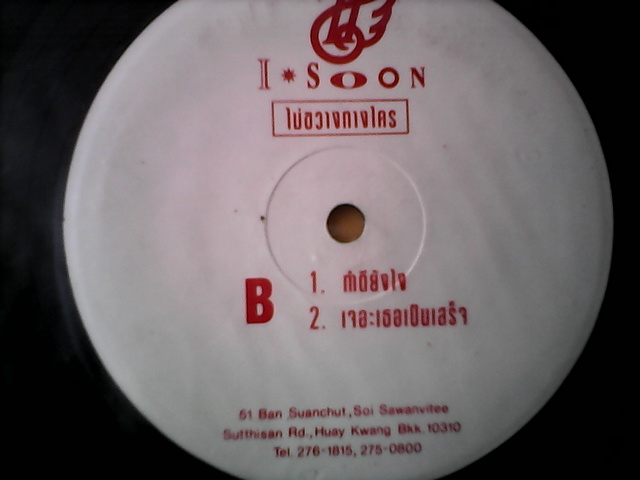 I * SOON
ไม่ขวางทางใคร
B
1. ทำดียังไง
2. เจอะเธอเป็นเสร็จ
51 Ban Suanchut, Soi Sawanvitee
Sutthisan Rd., Huay Kwang Bkk. 10310
Tel. 276-1815, 275-0800